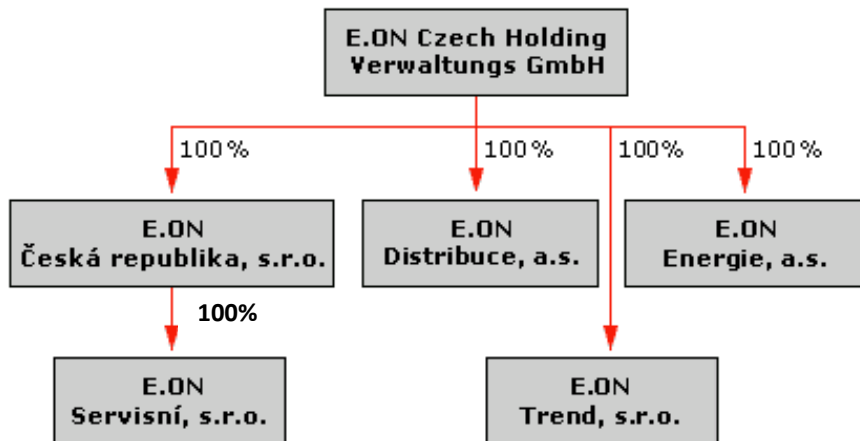 E.ON Czech Holding
Verwaltungs GmbH
100%
100%
100%
100%
E.ON
Česká republika, s.r.o.
E.ON
Distribuce, a.s.
E.ON
Energie, a.s.
100%
E.ON
Servisní, s.r.o.
E.ON
Trend, s.r.o.